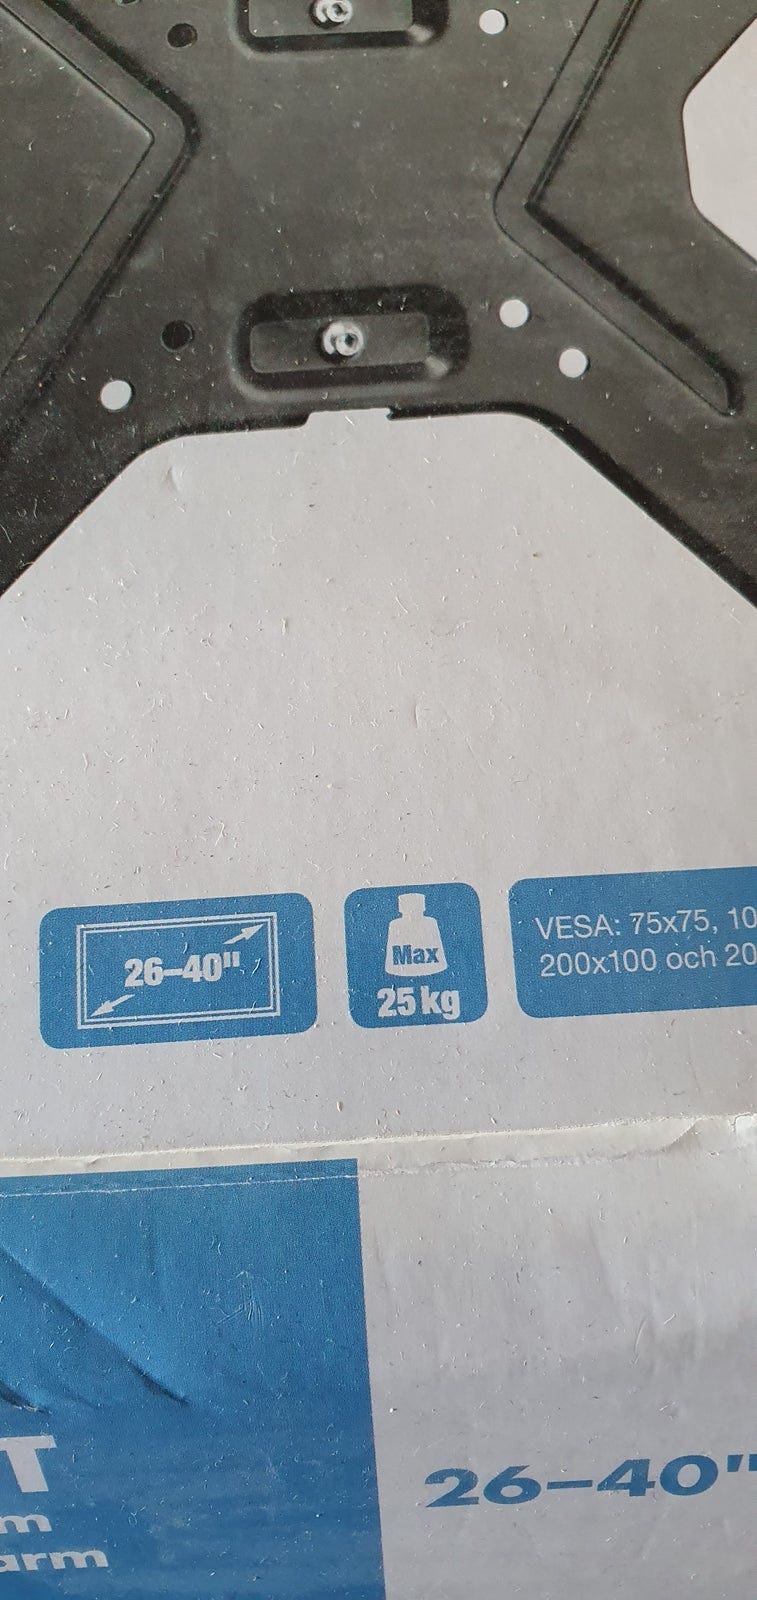 26–40"
Max
25 kg
VESA: 75x75, 10
200x100 och 20
T
m
arm
26–40"